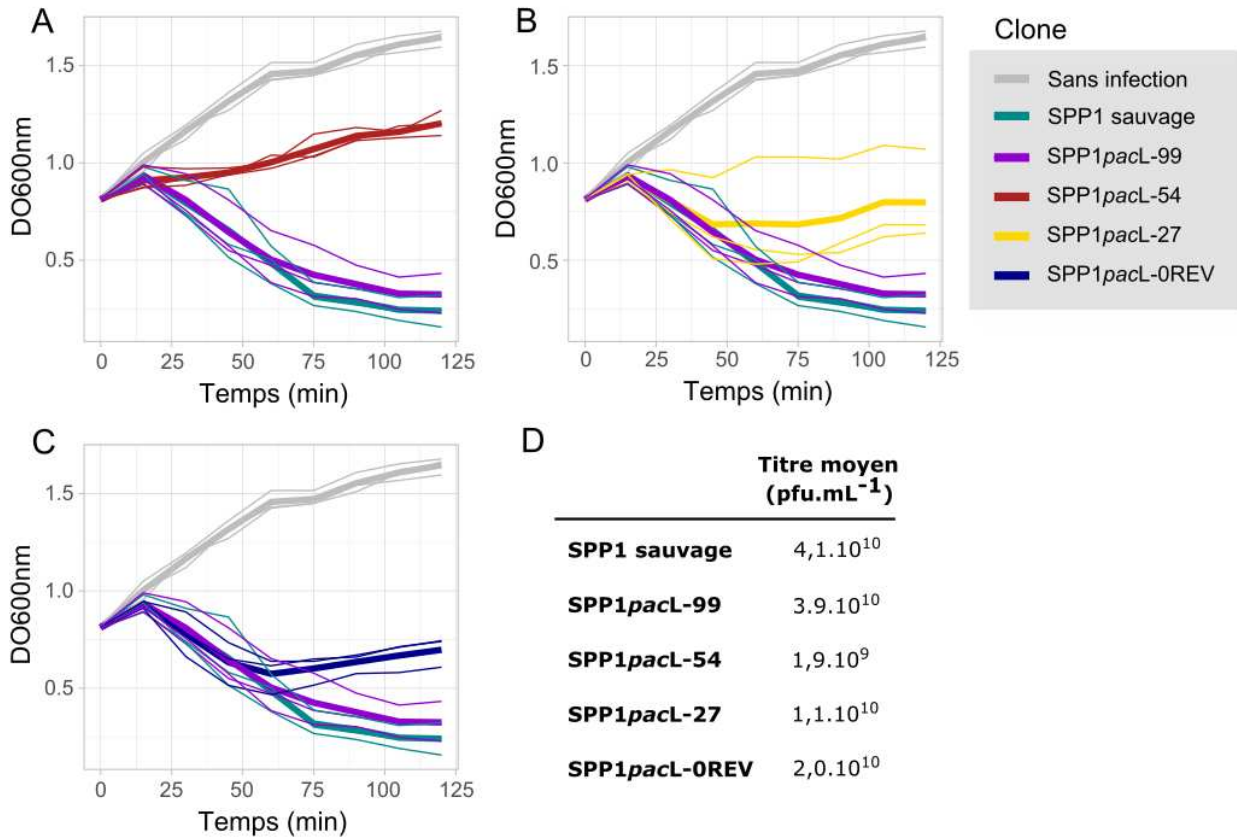 A
1.5
1.0
0.5
DO600nm
0 25 50 75 100 125
Temps (min)
B
1.5
1.0
0.5
DO600nm
0 25 50 75 100 125
Temps (min)
Clone
Sans infection
SPP1 sauvage
SPP1pacL-99
SPP1pacL-54
SPP1pacL-27
SPP1pacL-0REV
C
1.5
1.0
0.5
DO600nm
0 25 50 75 100 125
Temps (min)
D
Titre moyen
(pfu.mL⁻¹)
SPP1 sauvage 4,1.10¹⁰
SPP1pacL-99 3.9.10¹⁰
SPP1pacL-54 1,9.10⁹
SPP1pacL-27 1,1.10¹⁰
SPP1pacL-0REV 2,0.10¹⁰